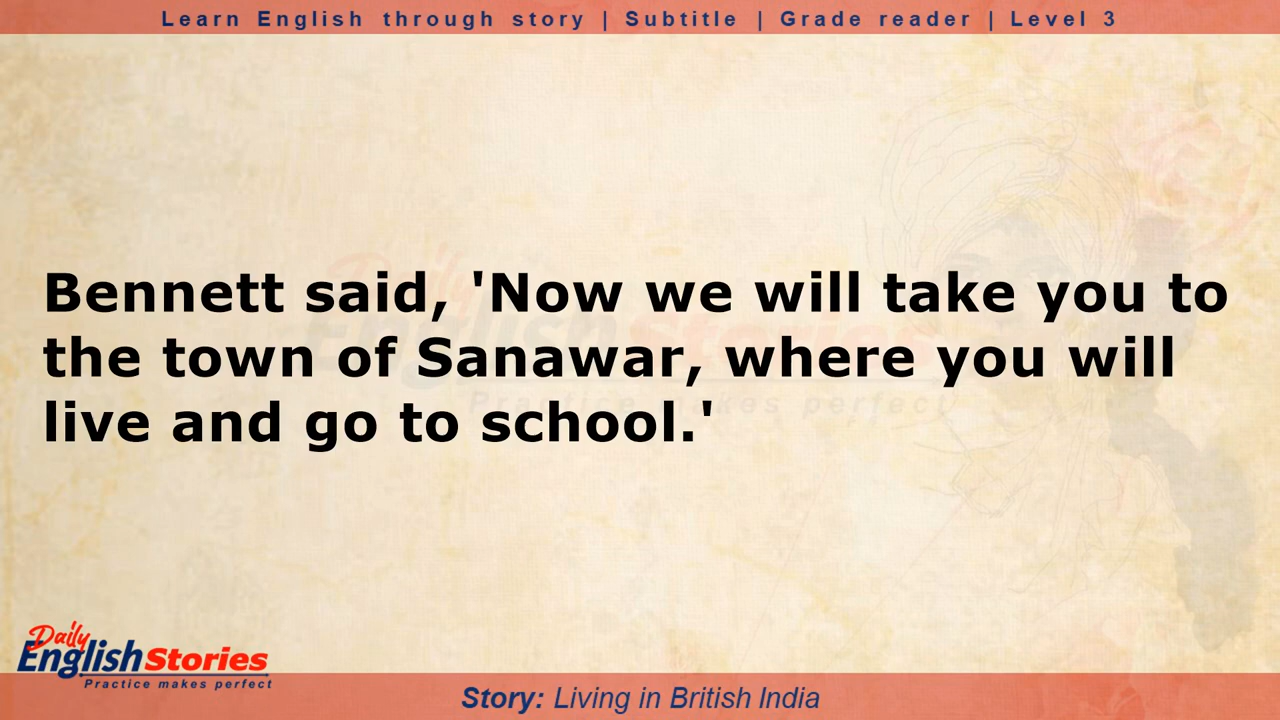 Learn English through story | Subtitle | Grade reader | Level 3
Bennett said, 'Now we will take you to
the town of Sanawar, where you will
live and go to school.'
Daily
English Stories
Practice makes perfect
Story: Living in British India